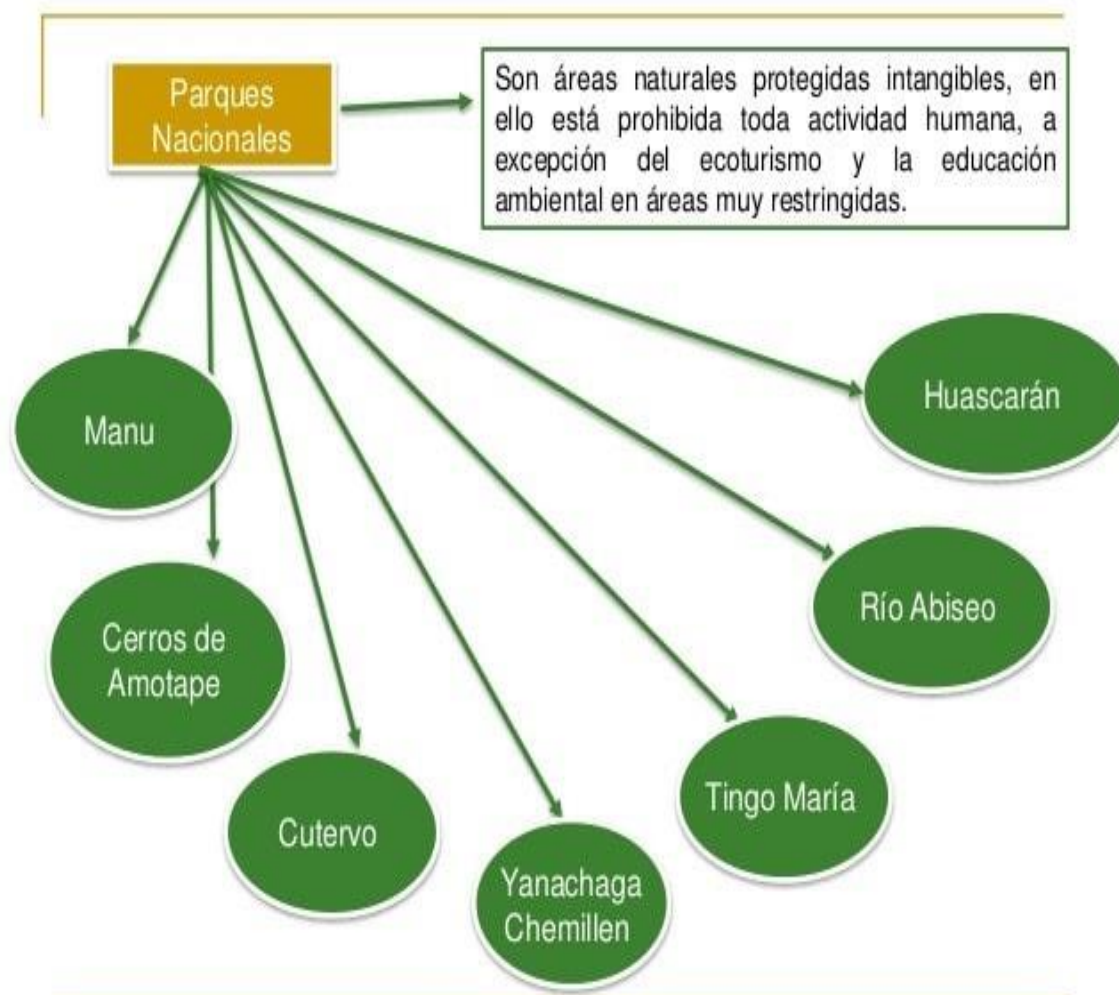 Parques
Nacionales
Son áreas naturales protegidas intangibles, en
ello está prohibida toda actividad humana, a
excepción del ecoturismo y la educación
ambiental en áreas muy restringidas.
Manu
Cerros de
Amotape
Cutervo
Yanachaga
Chemillen
Tingo María
Río Abiseo
Huascarán